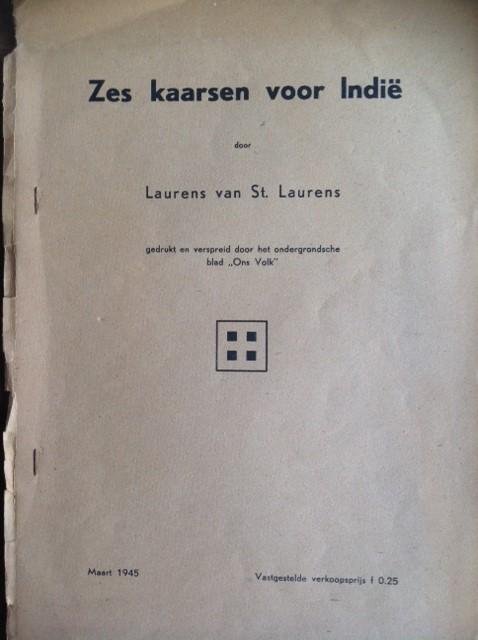 Zes kaarsen voor Indië
door
Laurens van St. Laurens
gedrukt en verspreid door het ondergrondsche
blad „Ons Volk"
Maart 1945
Vastgestelde verkoopsprijs f 0.25